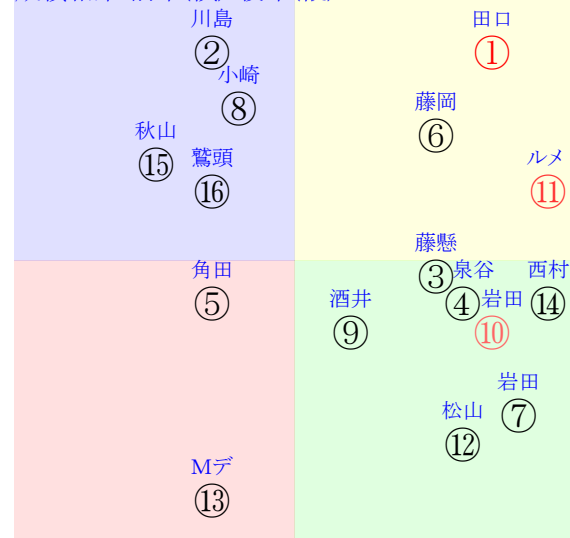 川島
②
田口
①
小崎
⑧
藤岡
⑥
秋山
⑮
鷲頭
⑯
ルメ
⑪
藤懸
③
泉谷
④
西村
⑭
角田
⑤
酒井
⑨
岩田
⑩
岩田
⑦
松山
⑫
Mデ
⑬